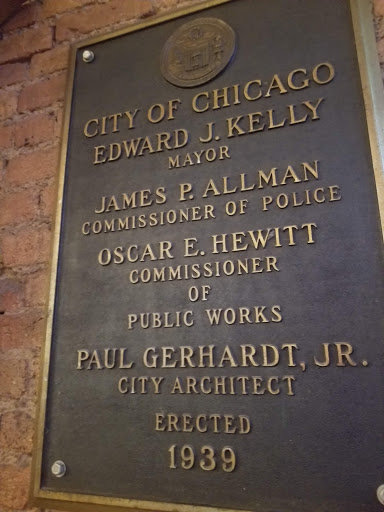 CITY OF CHICAGO
EDWARD J. KELLY
MAYOR
JAMES P. ALLMAN
COMMISSIONER OF POLICE
OSCAR E. HEWITT
COMMISSIONER
OF
PUBLIC WORKS
PAUL GERHARDT, JR.
CITY ARCHITECT
ERECTED
1939